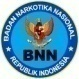 BADAN NARKOTIKA NASIONAL
BNN
REPUBLIK INDONESIA